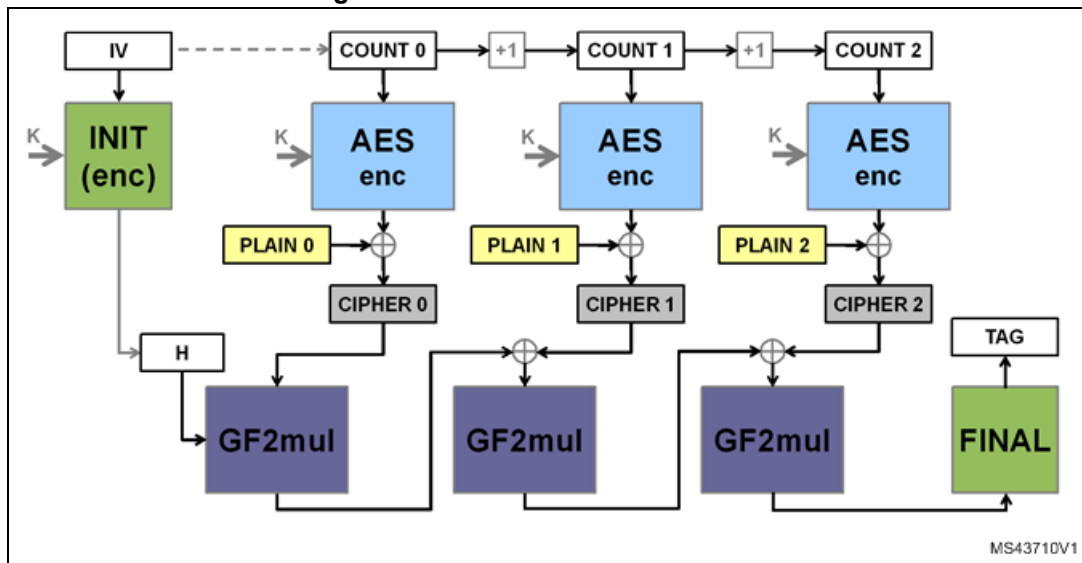 IV COUNT 0 +1 COUNT 1 +1 COUNT 2
K INIT (enc) K AES enc K AES enc K AES enc
PLAIN 0 PLAIN 1 PLAIN 2
CIPHER 0 CIPHER 1 CIPHER 2
H TAG
GF2mul GF2mul GF2mul FINAL
MS43710V1